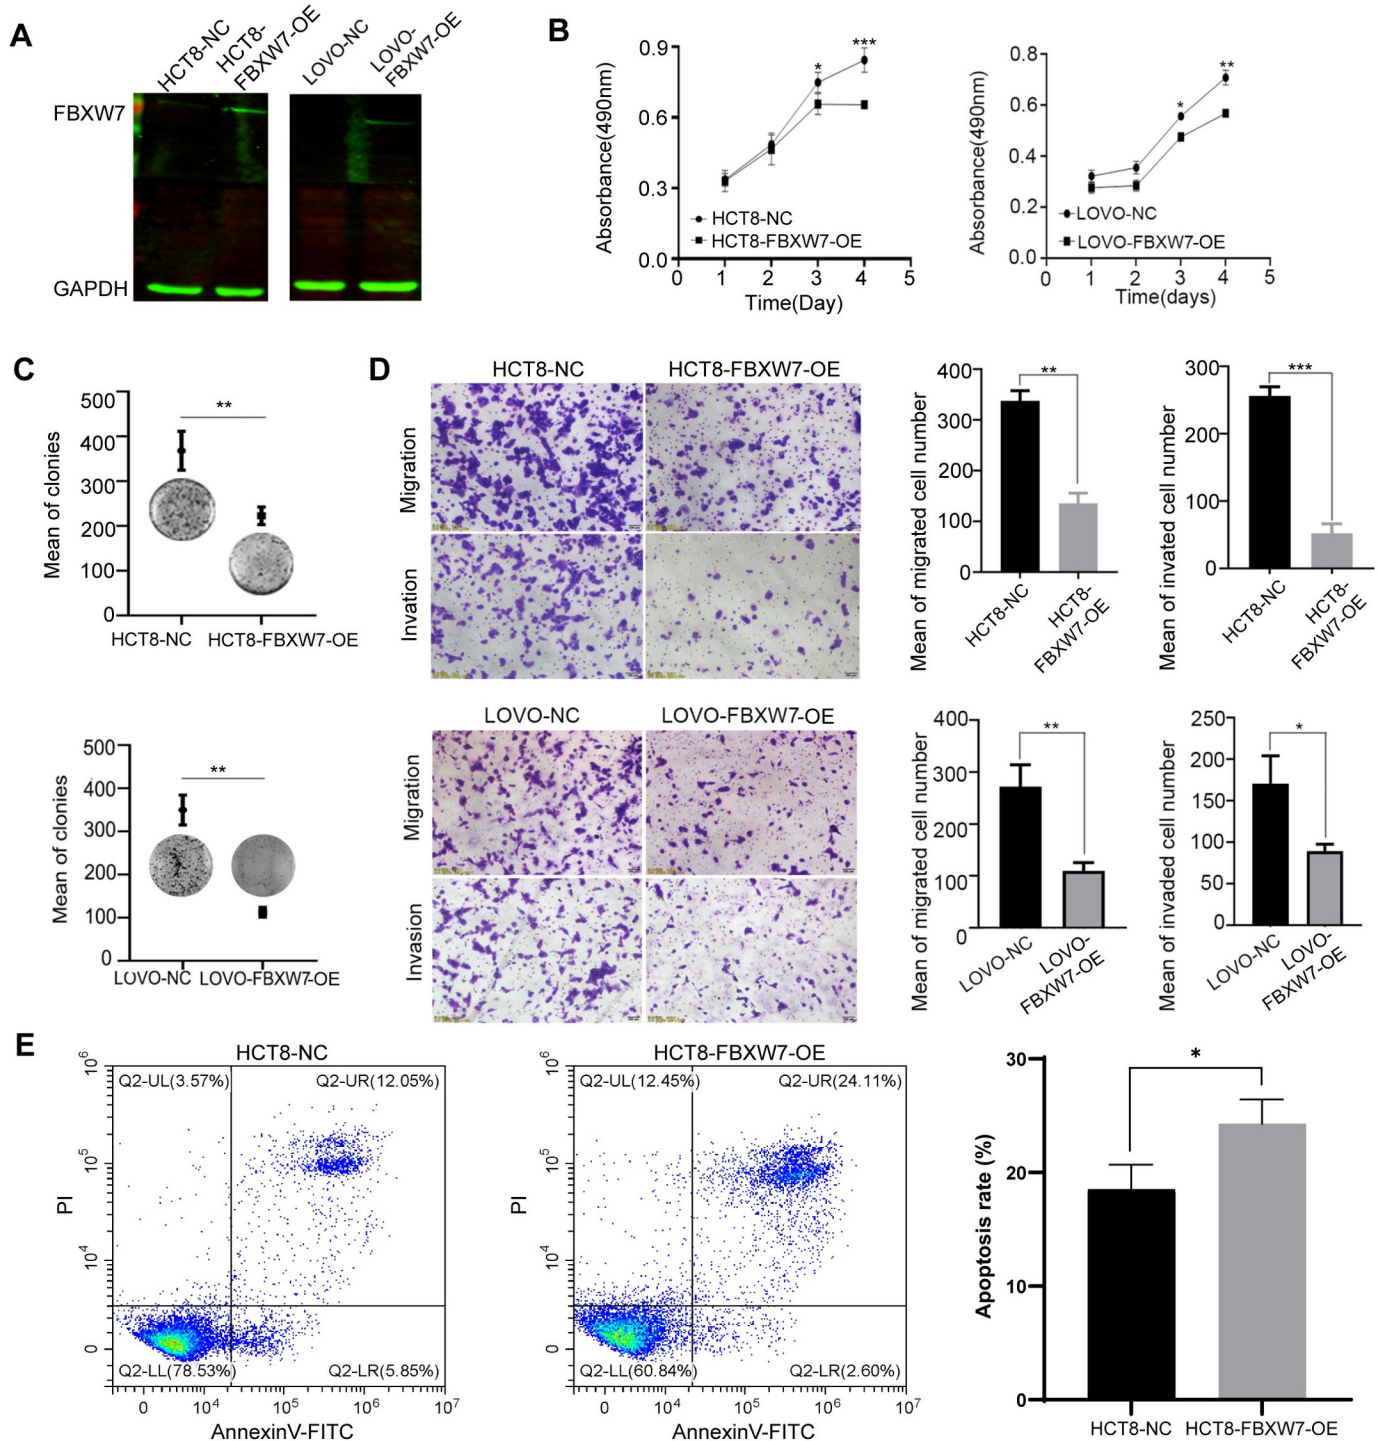 A
HCT8-NC
HCT8-
FBXW7-OE
LOVO-NC
LOVO-
FBXW7-OE
FBXW7
GAPDH
B
Absorbance(490nm)
0.9
0.6
0.3
0.0
*
***
HCT8-NC
HCT8-FBXW7-OE
0 1 2 3 4 5
Time(Day)
Absorbance(490nm)
0.8
0.6
0.4
0.2
0.0
*
**
LOVO-NC
LOVO-FBXW7-OE
0 1 2 3 4 5
Time(days)
C
Mean of clonies
500
400
300
200
100
0
**
HCT8-NC HCT8-FBXW7-OE
Mean of clonies
500
400
300
200
100
0
**
LOVO-NC LOVO-FBXW7-OE
D
HCT8-NC HCT8-FBXW7-OE
Migration
Invation
Mean of migrated cell number
400
300
200
100
0
**
HCT8-NC
HCT8-
FBXW7-OE
Mean of invated cell number
300
200
100
0
***
HCT8-NC
HCT8-
FBXW7-OE
LOVO-NC LOVO-FBXW7-OE
Migration
Invasion
Mean of migrated cell number
400
300
200
100
0
**
LOVO-NC
LOVO-
FBXW7-OE
Mean of invaded cell number
250
200
150
100
50
0
*
LOVO-NC
LOVO-
FBXW7-OE
E
HCT8-NC
Q2-UL(3.57%) Q2-UR(12.05%)
Q2-LL(78.53%) Q2-LR(5.85%)
PI
10^6
10^5
10^4
0
0 10^4 10^5 10^6 10^7
AnnexinV-FITC
HCT8-FBXW7-OE
Q2-UL(12.45%) Q2-UR(24.11%)
Q2-LL(60.84%) Q2-LR(2.60%)
PI
10^6
10^5
10^4
0
0 10^4 10^5 10^6 10^7
AnnexinV-FITC
Apoptosis rate (%)
30
20
10
0
*
HCT8-NC HCT8-FBXW7-OE